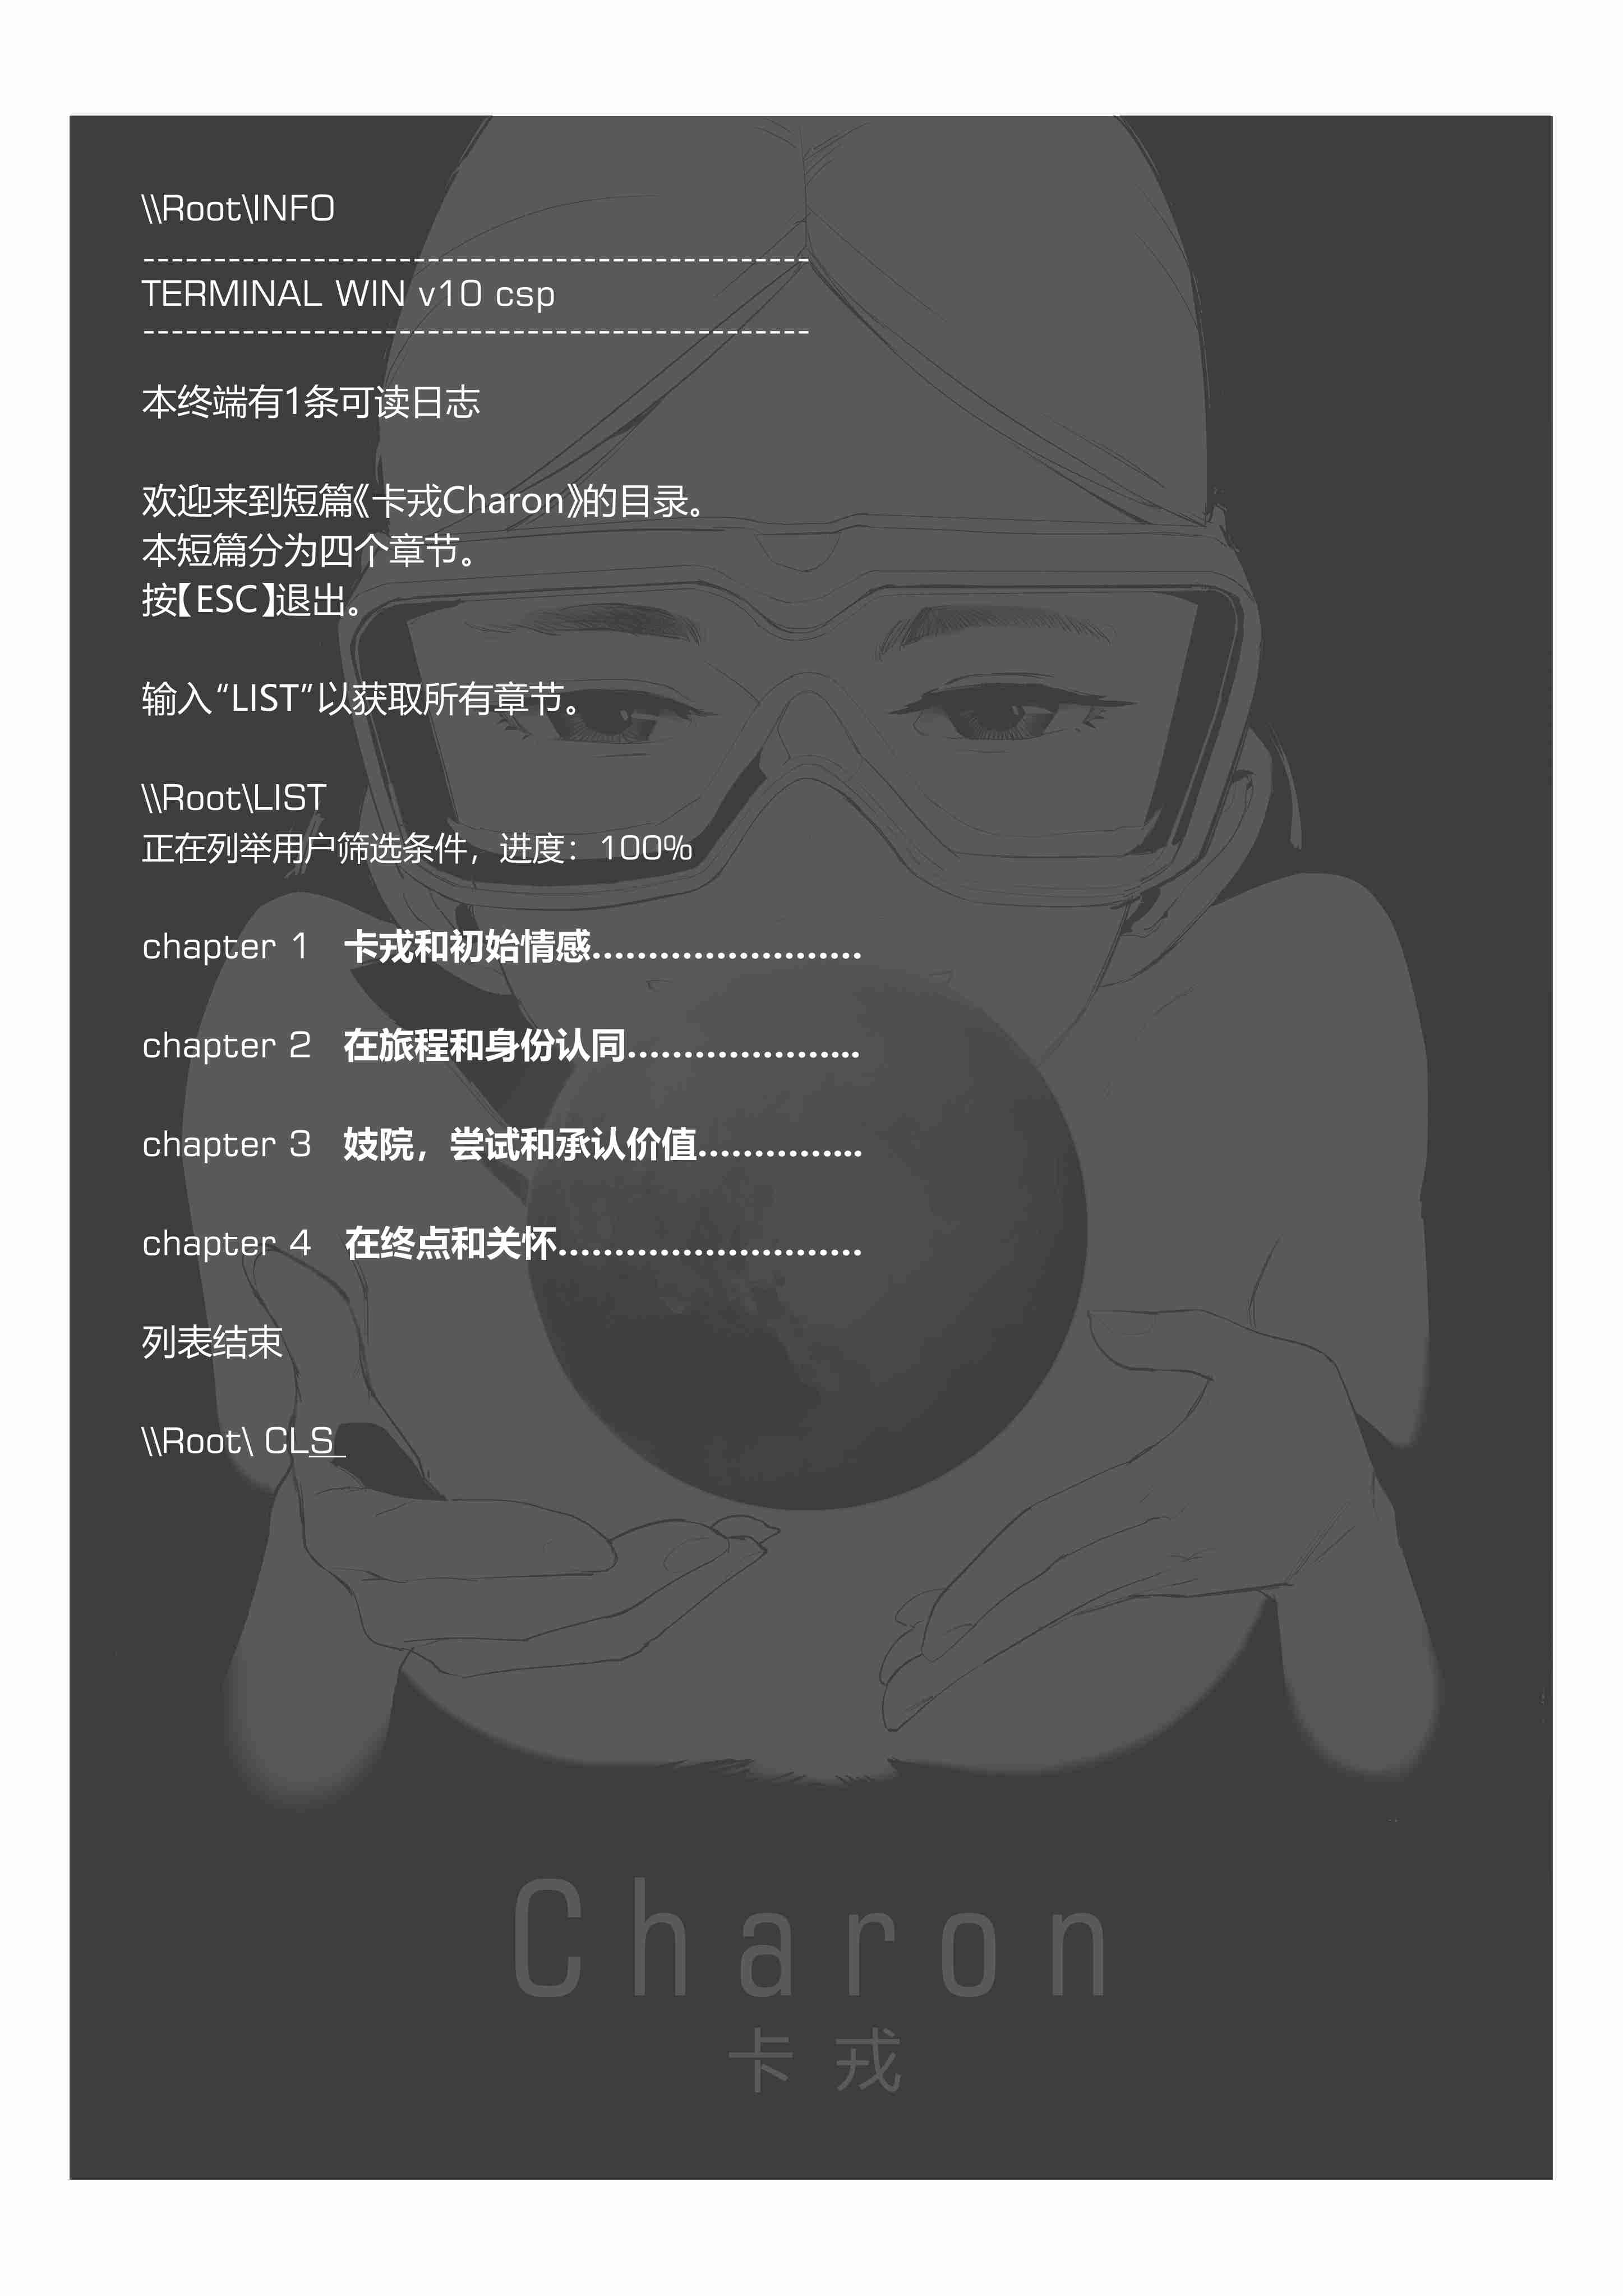 \\Root\INFO
-----------------------------------------------
TERMINAL WIN v10 csp
-----------------------------------------------
本终端有1条可读日志
欢迎来到短篇《卡戎Charon》的目录。
本短篇分为四个章节。
按【ESC】退出。
输入“LIST”以获取所有章节。
\\Root\LIST
正在列举用户筛选条件，进度：100%
chapter 1 卡戎和初始情感........................
chapter 2 在旅程和身份认同.....................
chapter 3 妓院，尝试和承认价值...............
chapter 4 在终点和关怀...........................
列表结束
\\Root\ CLS_
Charon
卡戎